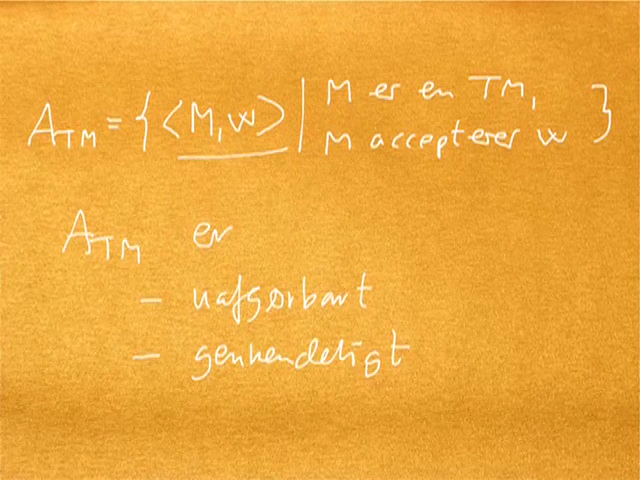 A_TM = { <M, w> | M er en TM,
M accepterer w }
A_TM er
- uafgørbart
- genkendeligt